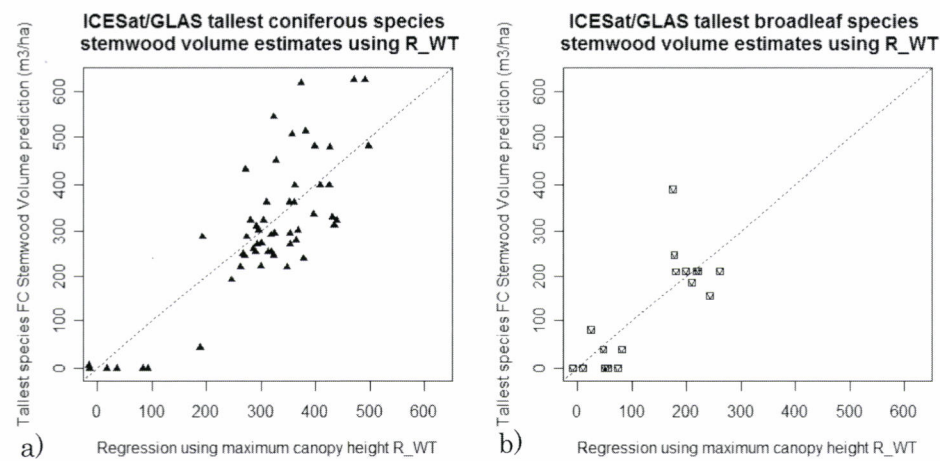 ICESat/GLAS tallest coniferous species
stemwood volume estimates using R_WT
Tallest species FC Stemwood Volume prediction (m3/ha)
600
500
400
300
200
100
0
0 100 200 300 400 500 600
Regression using maximum canopy height R_WT
a)
ICESat/GLAS tallest broadleaf species
stemwood volume estimates using R_WT
Tallest species FC Stemwood Volume prediction (m3/ha)
600
500
400
300
200
100
0
0 100 200 300 400 500 600
Regression using maximum canopy height R_WT
b)